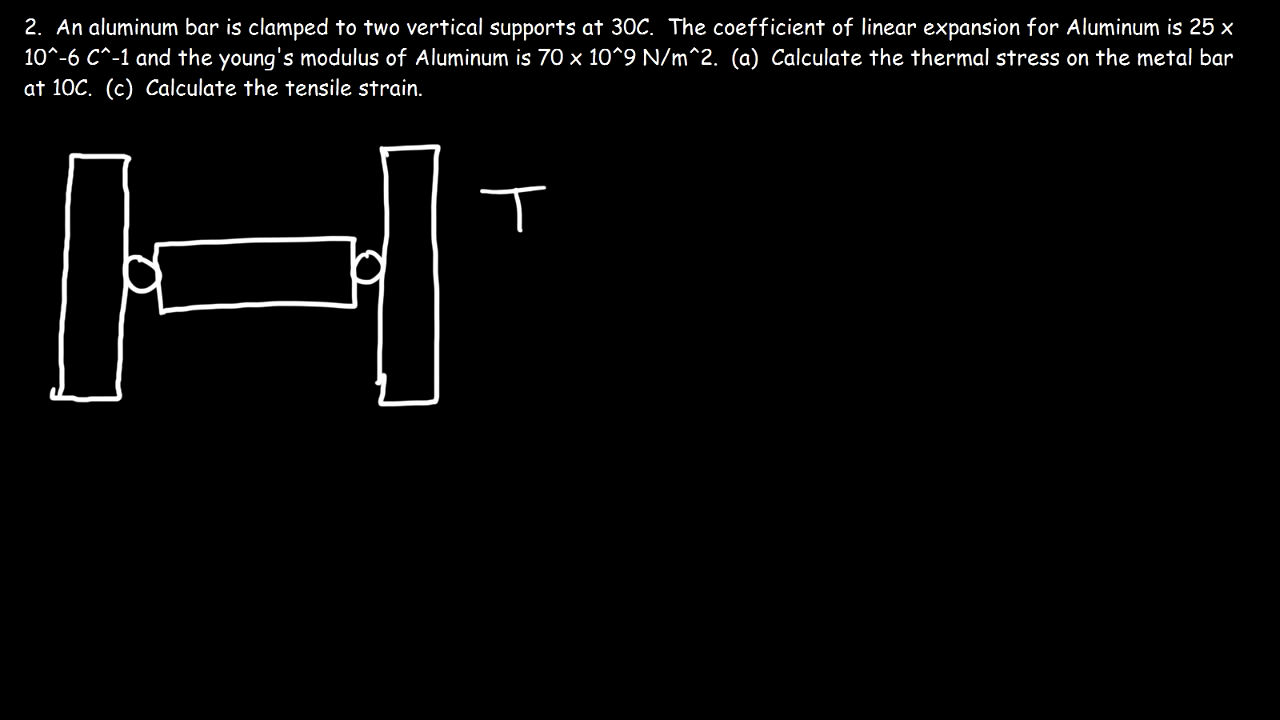 2.  An aluminum bar is clamped to two vertical supports at 30C.  The coefficient of linear expansion for Aluminum is 25 x
10^-6 C^-1 and the young's modulus of Aluminum is 70 x 10^9 N/m^2.  (a)  Calculate the thermal stress on the metal bar
at 10C.  (c)  Calculate the tensile strain.
T